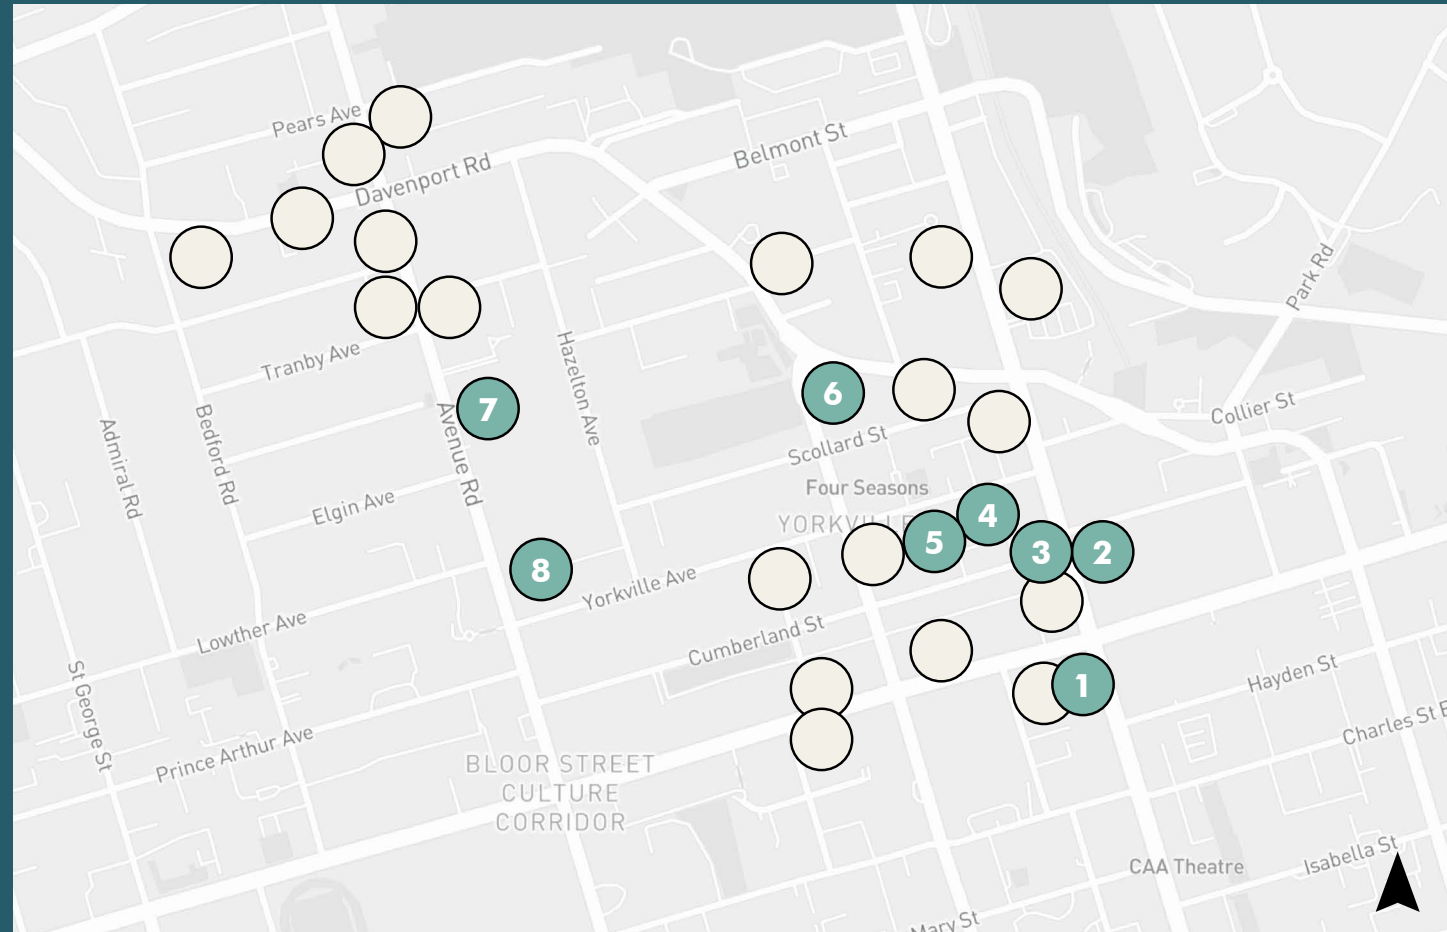 Pears Ave
Belmont St
Davenport Rd
Park Rd
Tranby Ave
Hazelton Ave
Collier St
Admiral Rd
Bedford Rd
Avenue Rd
7
6
Scollard St
Four Seasons
YORKVILLE
Elgin Ave
4
5
3
2
8
Yorkville Ave
Lowther Ave
Cumberland St
St George St
1
Hayden St
Charles St E
Prince Arthur Ave
BLOOR STREET
CULTURE
CORRIDOR
CAA Theatre
Isabella St
Mary St